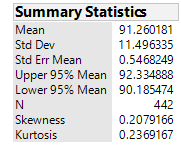 Summary Statistics
Mean 91.260181
Std Dev 11.496335
Std Err Mean 0.5468249
Upper 95% Mean 92.334888
Lower 95% Mean 90.185474
N 442
Skewness 0.2079166
Kurtosis 0.2369167